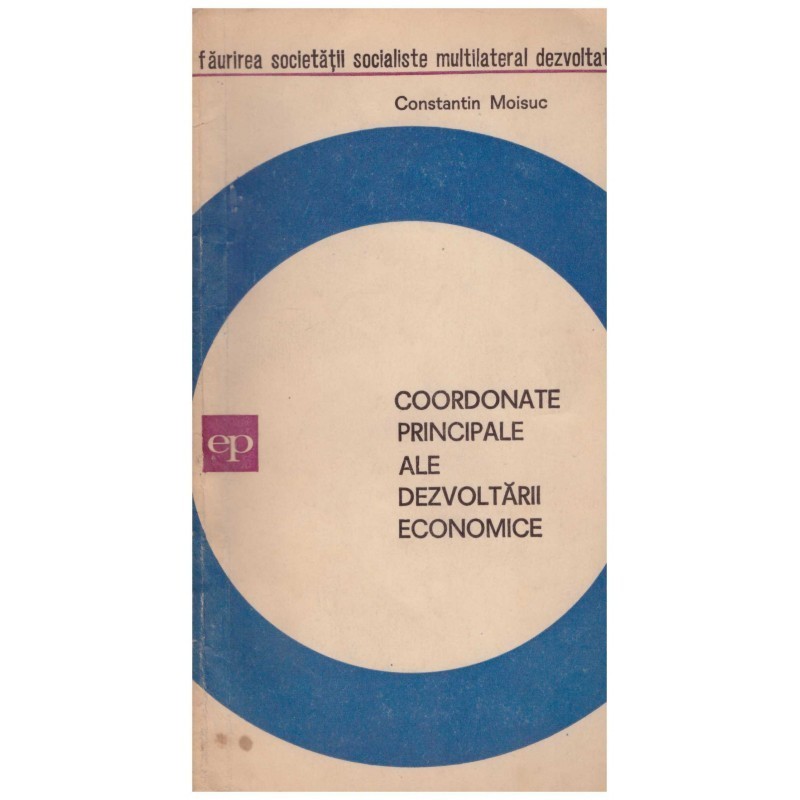 făurirea societății socialiste multilateral dezvoltat
Constantin Moisuc
COORDONATE
PRINCIPALE
ALE
DEZVOLTĂRII
ECONOMICE
ep